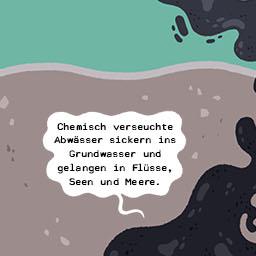 Chemisch verseuchte
Abwässer sickern ins
Grundwasser und
gelangen in Flüsse,
Seen und Meere.